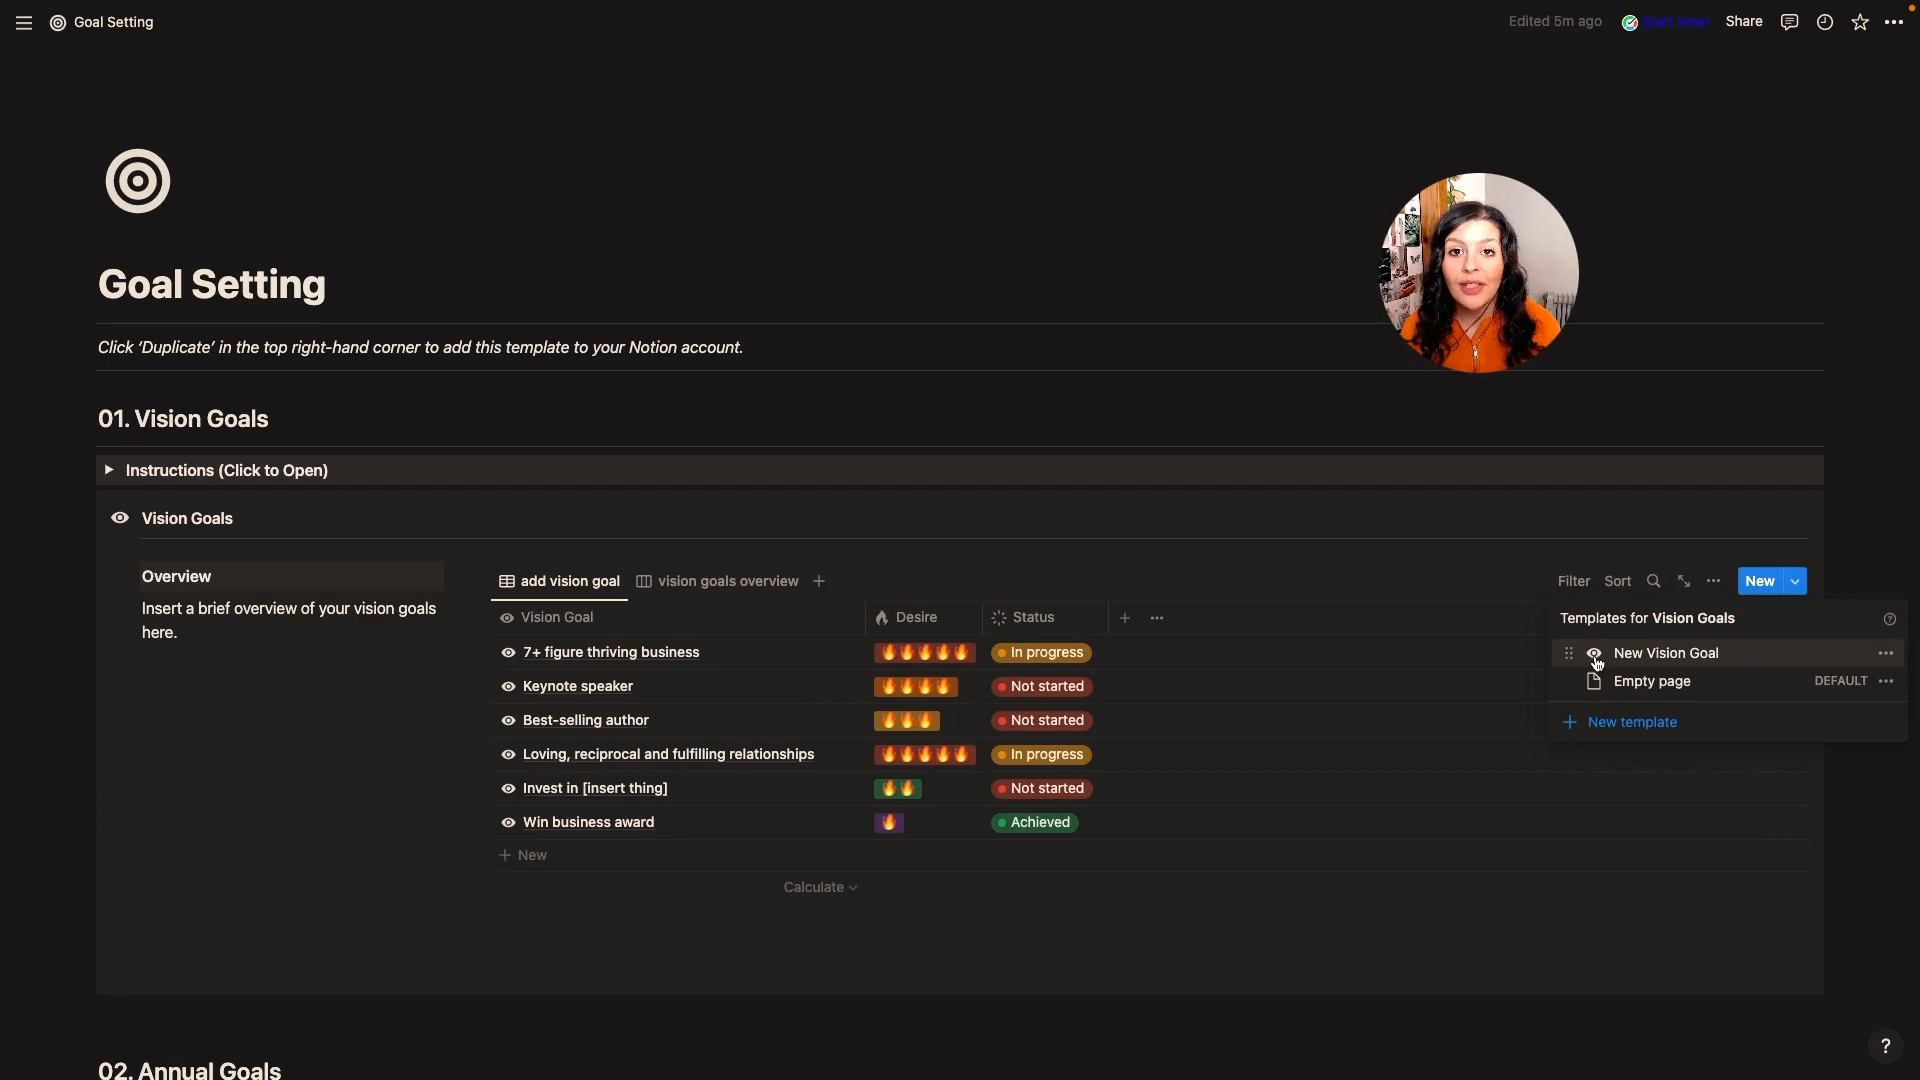 Goal Setting
Edited 5m ago
Start timer
Share
Goal Setting
Click ‘Duplicate’ in the top right-hand corner to add this template to your Notion account.
01. Vision Goals
Instructions (Click to Open)
Vision Goals
Overview
Insert a brief overview of your vision goals
here.
add vision goal
vision goals overview
Filter
Sort
New
Vision Goal
Desire
Status
7+ figure thriving business
In progress
Keynote speaker
Not started
Best-selling author
Not started
Loving, reciprocal and fulfilling relationships
In progress
Invest in [insert thing]
Not started
Win business award
Achieved
New
Calculate
Templates for Vision Goals
New Vision Goal
Empty page
DEFAULT
New template
02. Annual Goals